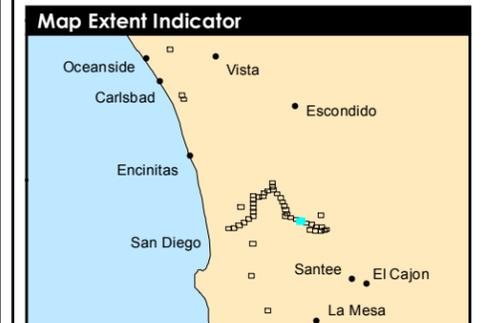 Map Extent Indicator
Oceanside
Vista
Carlsbad
Escondido
Encinitas
San Diego
Santee
El Cajon
La Mesa